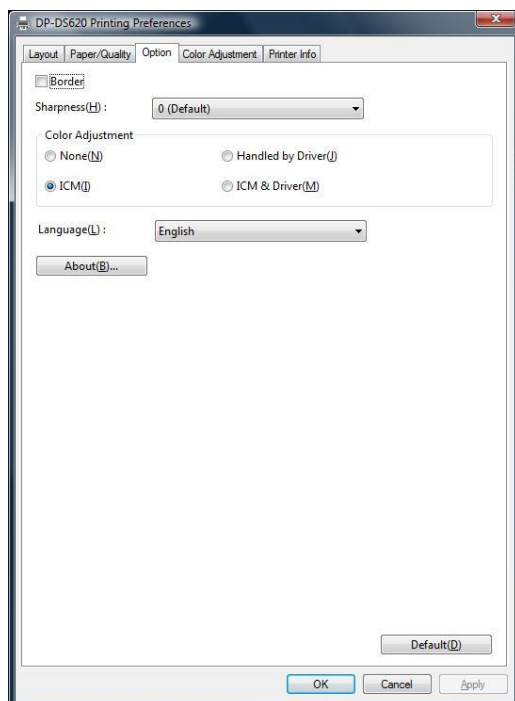 DP-DS620 Printing Preferences
Layout Paper/Quality Option Color Adjustment Printer Info
Border
Sharpness(H) : 0 (Default)
Color Adjustment
None(N) Handled by Driver(J)
ICM(I) ICM & Driver(M)
Language(L) : English
About(B)...
Default(D)
OK Cancel Apply